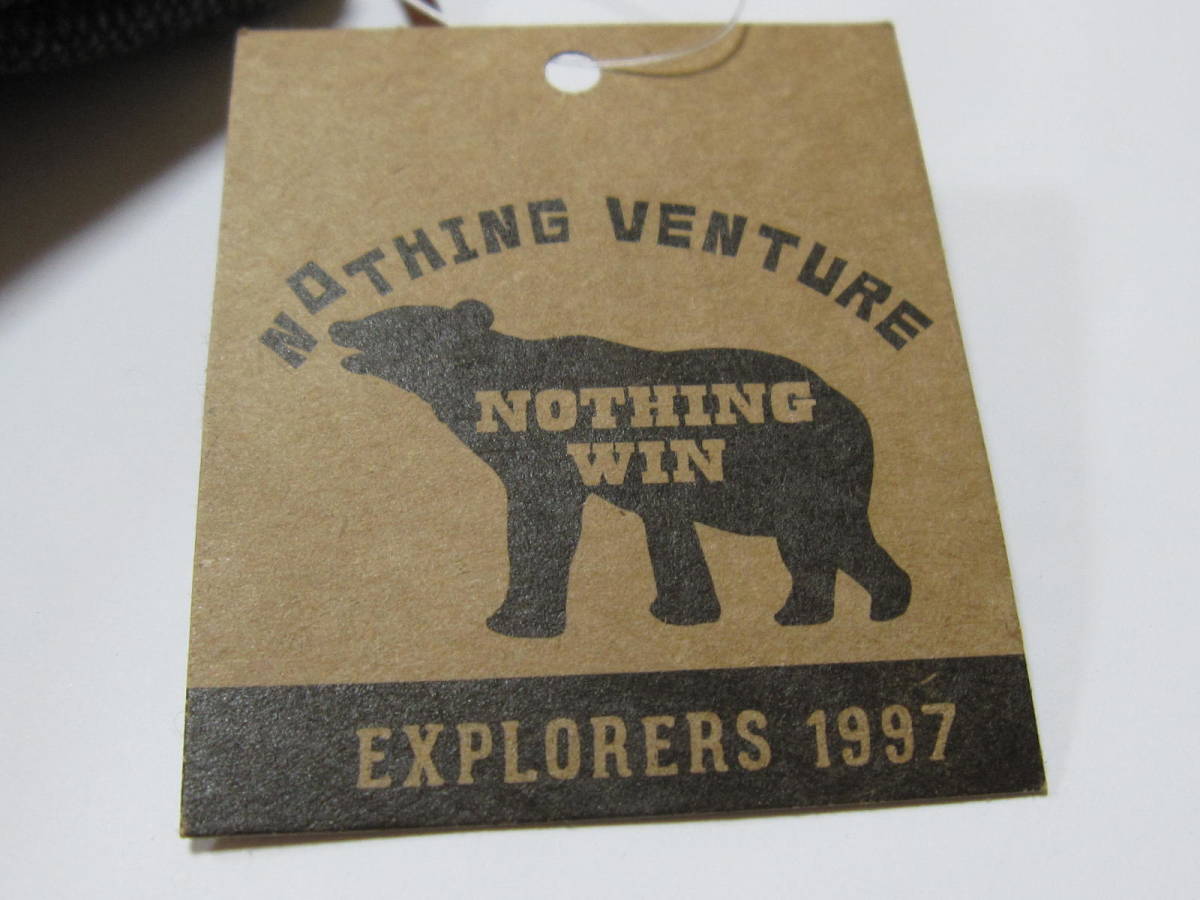 NOTHING VENTURE
NOTHING
WIN
EXPLORERS 1997